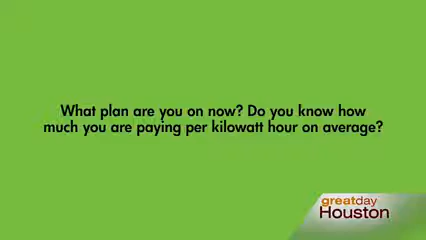 What plan are you on now? Do you know how
much you are paying per kilowatt hour on average?
greatday
Houston